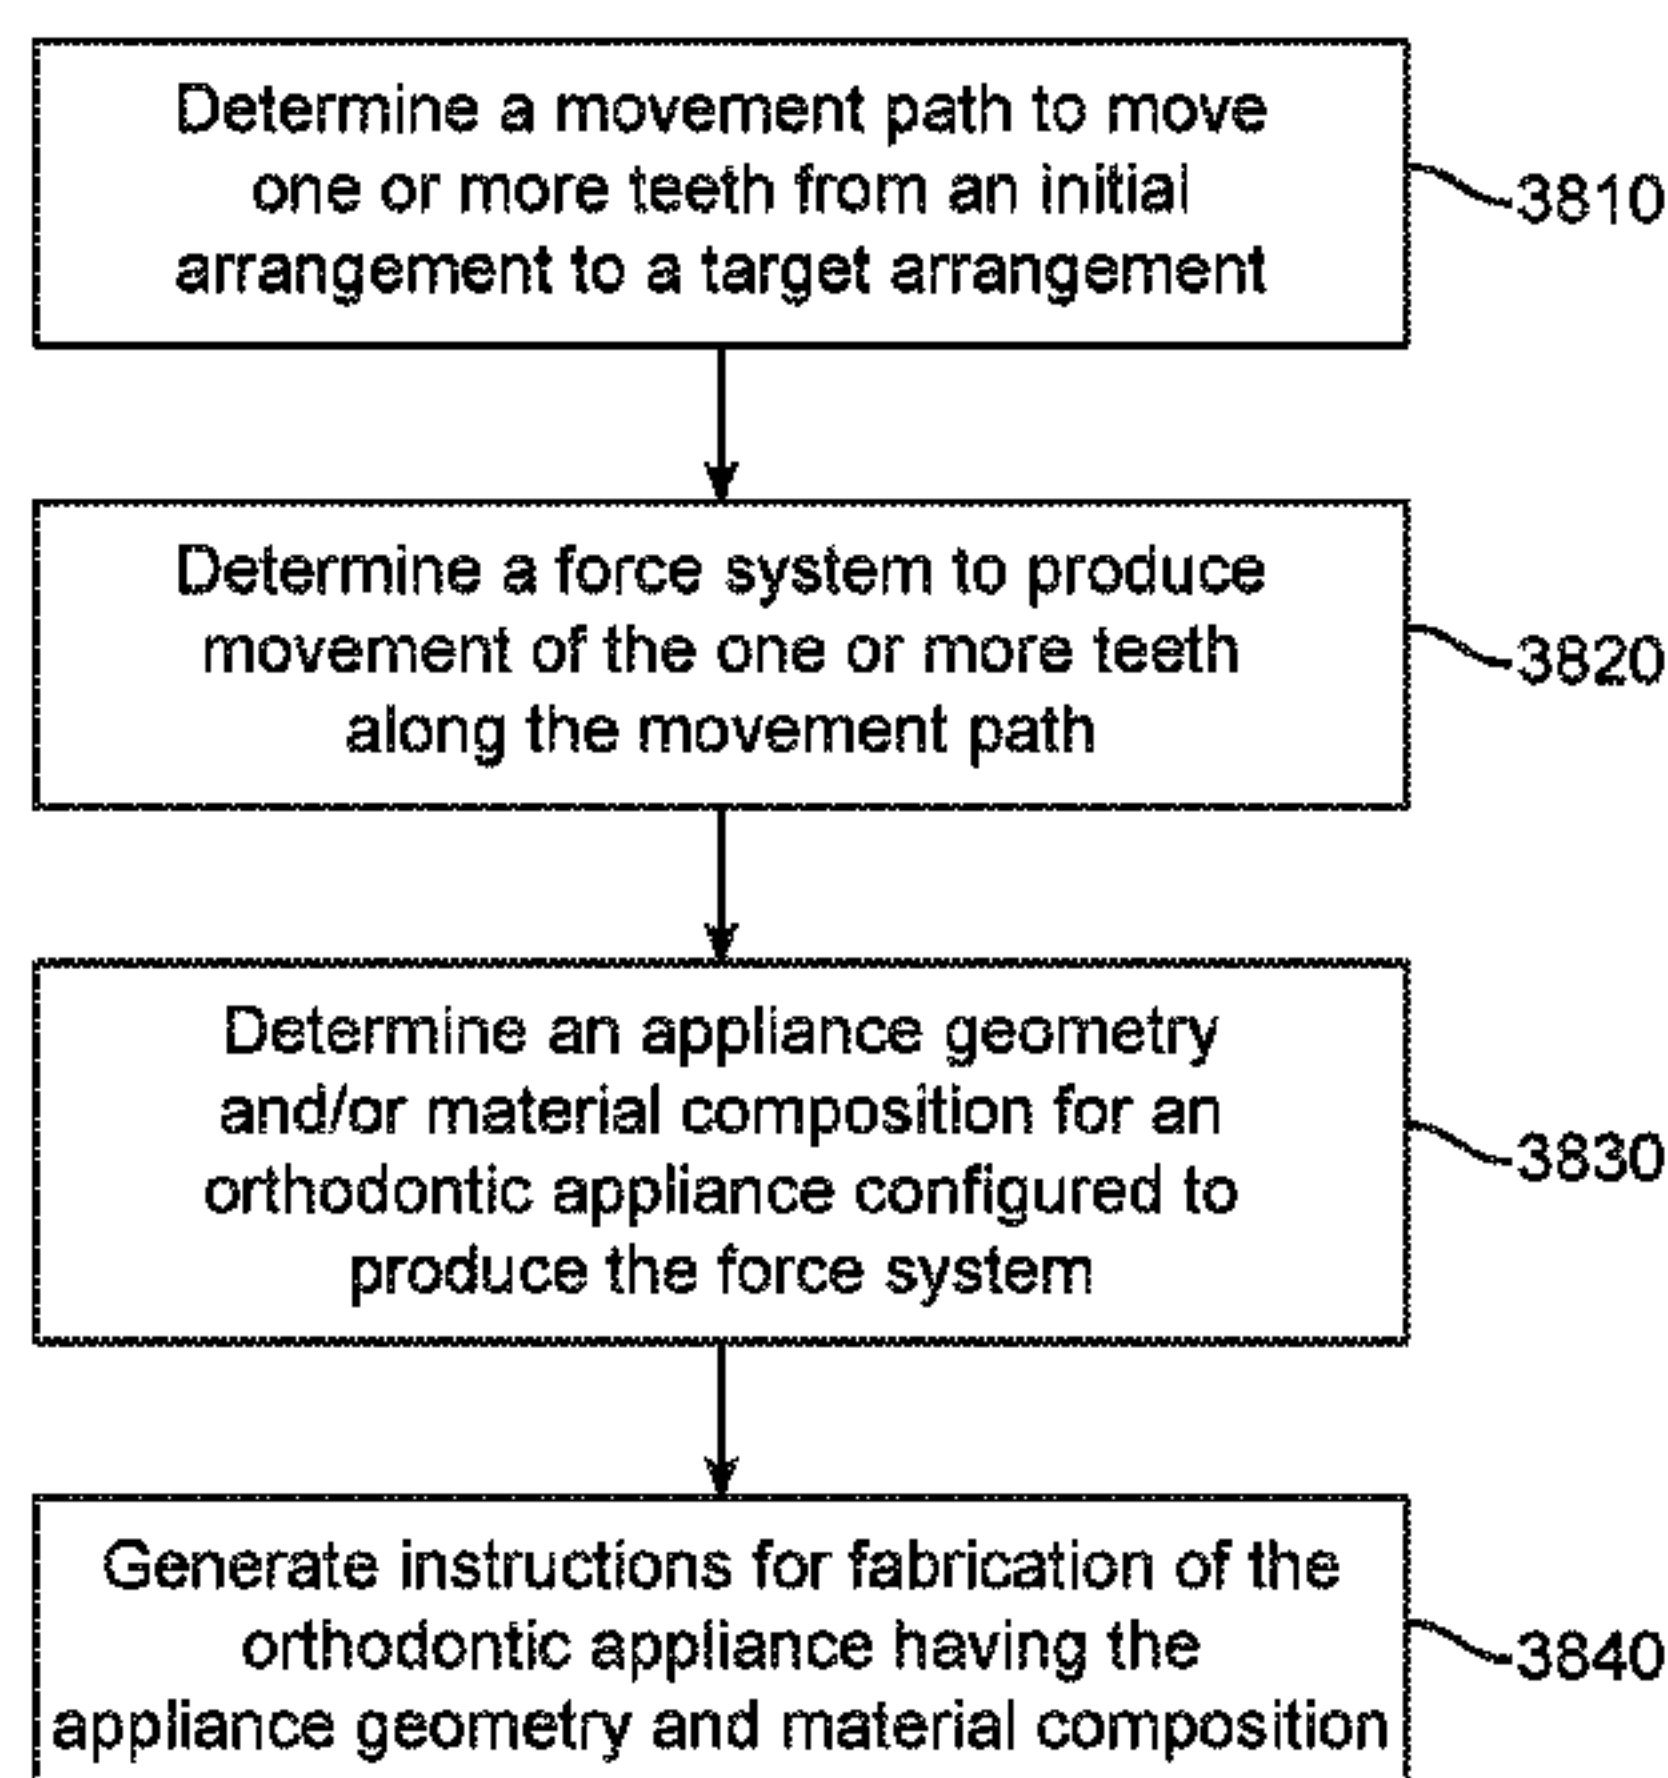 Determine a movement path to move
one or more teeth from an initial
arrangement to a target arrangement
3810
Determine a force system to produce
movement of the one or more teeth
along the movement path
3820
Determine an appliance geometry
and/or material composition for an
orthodontic appliance configured to
produce the force system
3830
Generate instructions for fabrication of the
orthodontic appliance having the
appliance geometry and material composition
3840